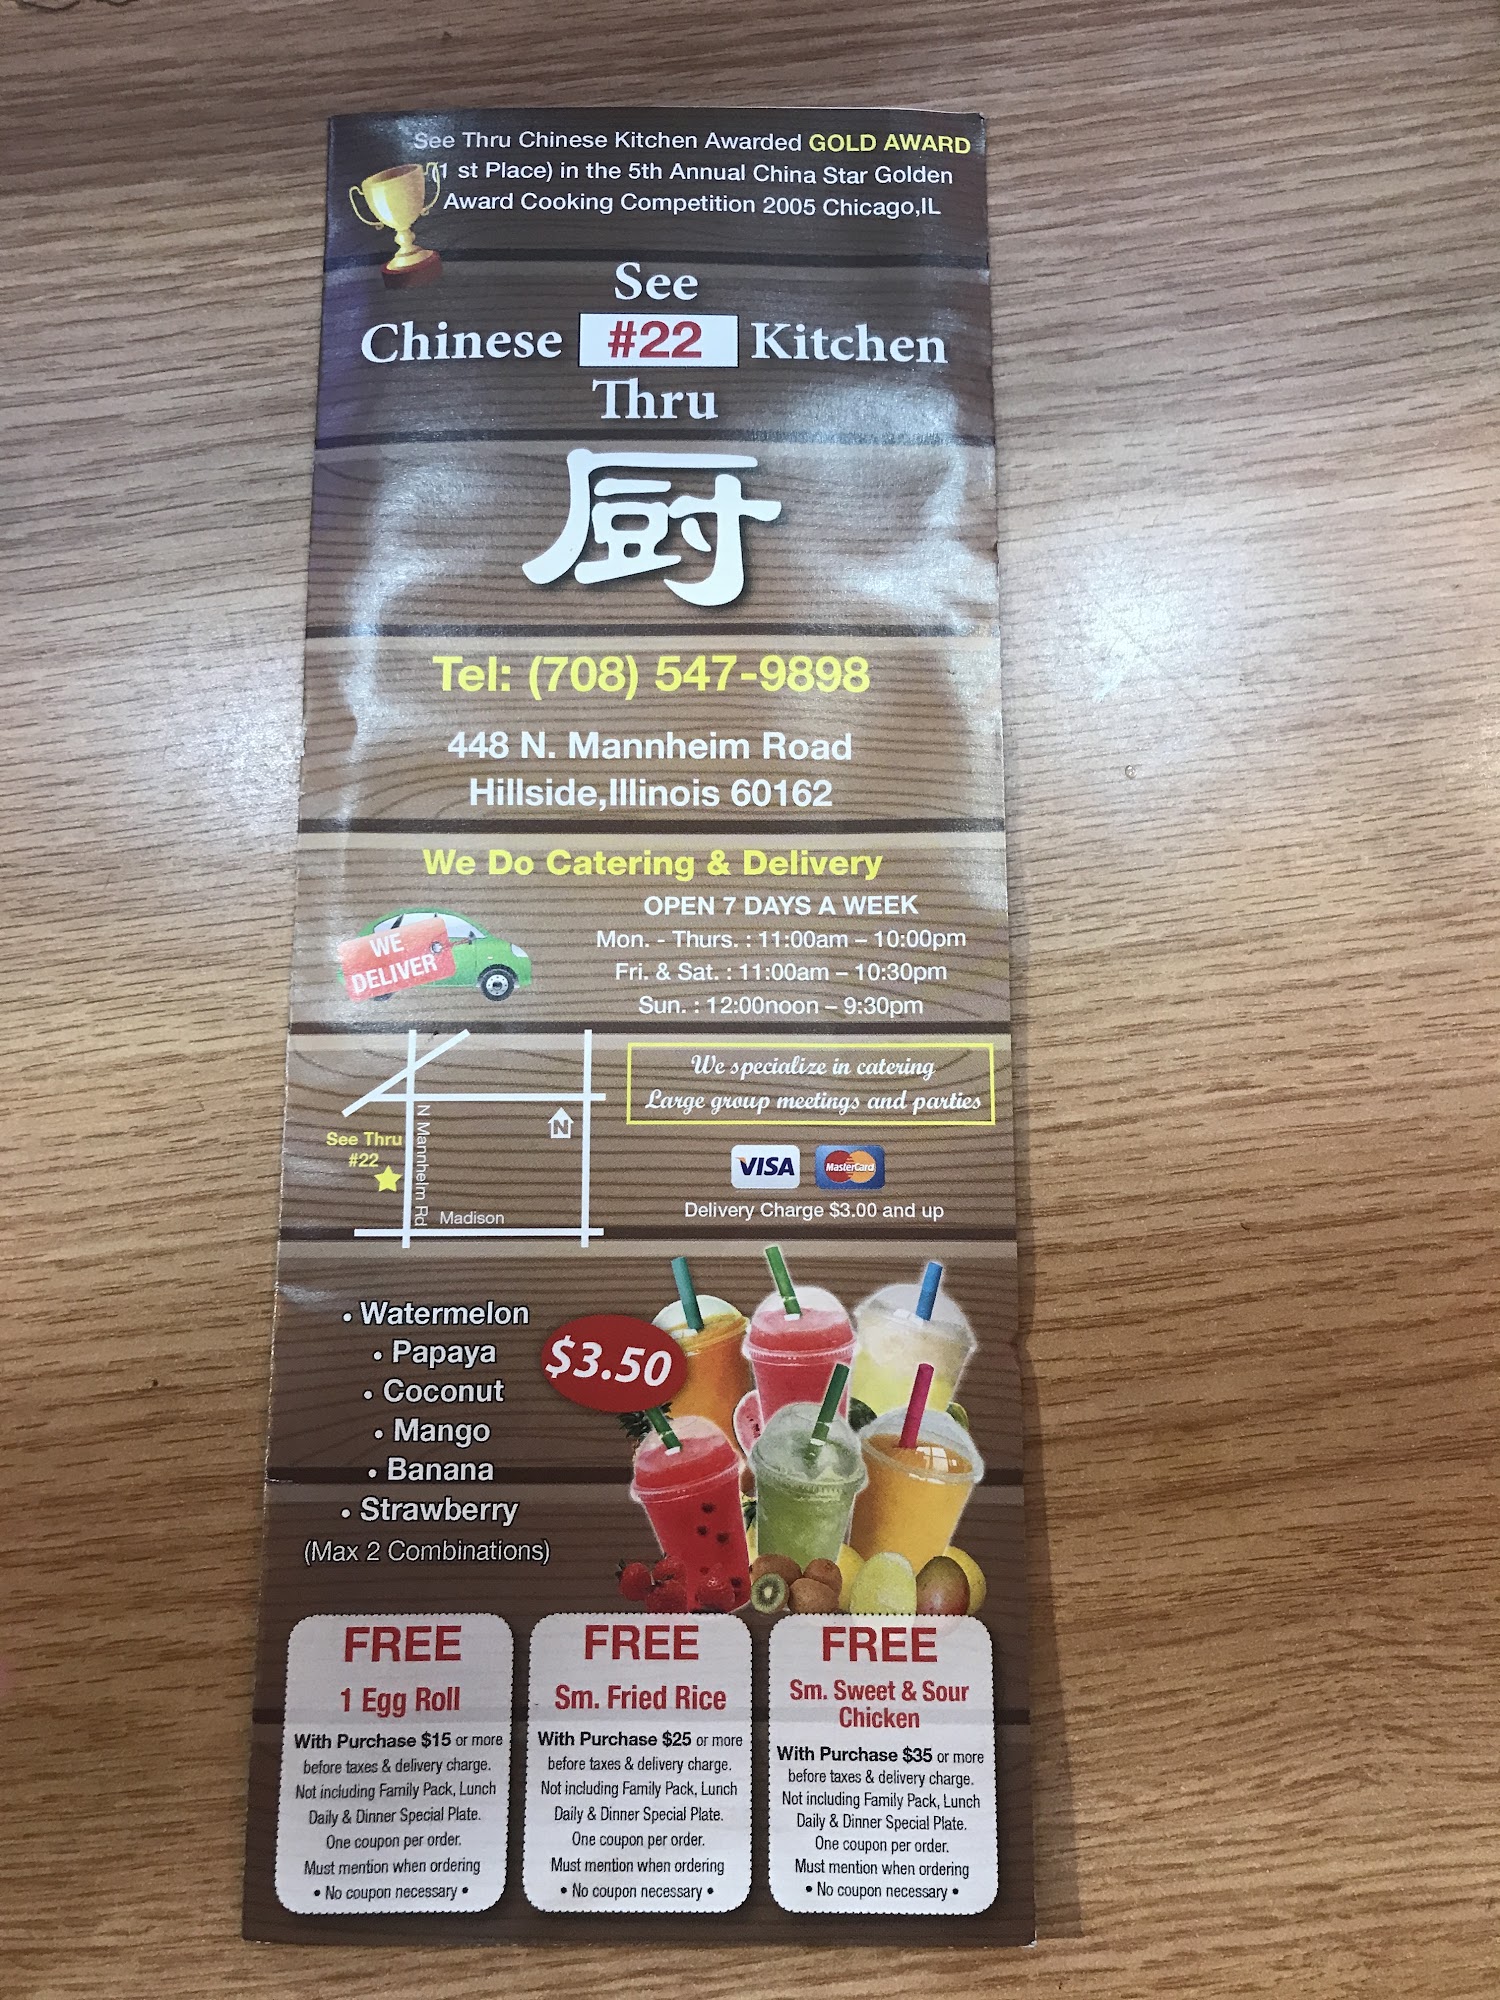 See Thru Chinese Kitchen Awarded GOLD AWARD
(1 st Place) in the 5th Annual China Star Golden
Award Cooking Competition 2005 Chicago,IL
See
Chinese #22 Kitchen
Thru
厨
Tel: (708) 547-9898
448 N. Mannheim Road
Hillside,Illinois 60162
We Do Catering & Delivery
WE
DELIVER
OPEN 7 DAYS A WEEK
Mon. - Thurs. : 11:00am – 10:00pm
Fri. & Sat. : 11:00am – 10:30pm
Sun. : 12:00noon – 9:30pm
See Thru
#22
N Mannhelm Rd
Madison
N
We specialize in catering
Large group meetings and parties
VISA MasterCard
Delivery Charge $3.00 and up
• Watermelon
• Papaya
• Coconut
• Mango
• Banana
• Strawberry
(Max 2 Combinations)
$3.50
FREE
1 Egg Roll
With Purchase $15 or more
before taxes & delivery charge.
Not including Family Pack, Lunch
Daily & Dinner Special Plate.
One coupon per order.
Must mention when ordering
• No coupon necessary •
FREE
Sm. Fried Rice
With Purchase $25 or more
before taxes & delivery charge.
Not including Family Pack, Lunch
Daily & Dinner Special Plate.
One coupon per order.
Must mention when ordering
• No coupon necessary •
FREE
Sm. Sweet & Sour
Chicken
With Purchase $35 or more
before taxes & delivery charge.
Not including Family Pack, Lunch
Daily & Dinner Special Plate.
One coupon per order.
Must mention when ordering
• No coupon necessary •